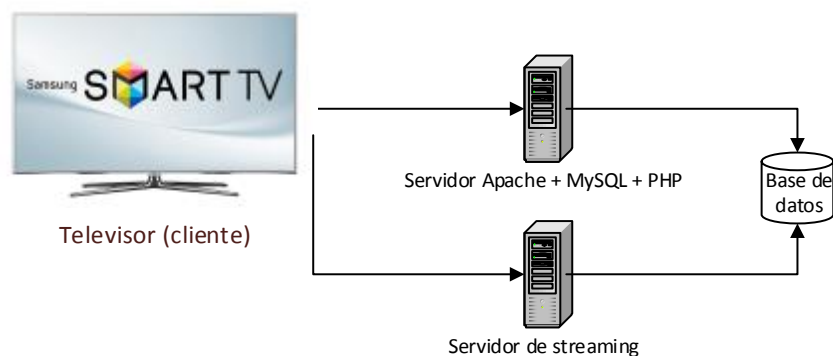 Samsung SMART TV
Servidor Apache + MySQL + PHP
Base de
datos
Televisor (cliente)
Servidor de streaming